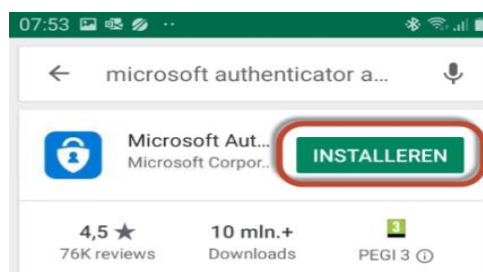 07:53
microsoft authenticator a...
Microsoft Aut...
Microsoft Corpor..
INSTALLEREN
4,5 ★
76K reviews
10 mln.+
Downloads
3
PEGI 3